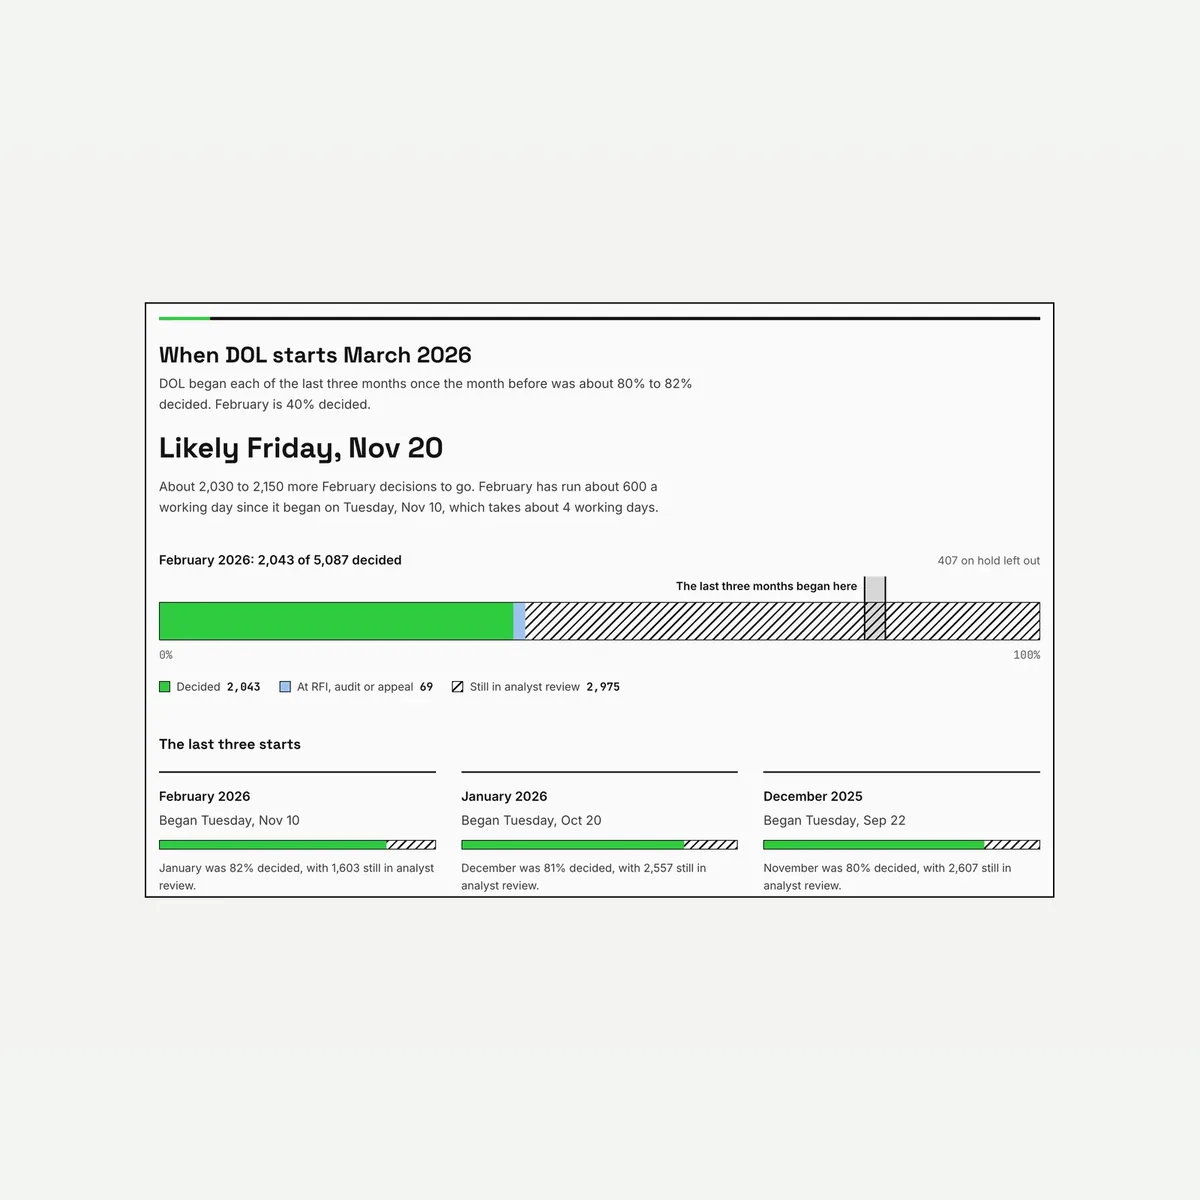 When DOL starts March 2026
DOL began each of the last three months once the month before was about 80% to 82%
decided. February is 40% decided.
Likely Friday, Nov 20
About 2,030 to 2,150 more February decisions to go. February has run about 600 a
working day since it began on Tuesday, Nov 10, which takes about 4 working days.
February 2026: 2,043 of 5,087 decided
407 on hold left out
The last three months began here
0%
100%
Decided 2,043
At RFI, audit or appeal 69
Still in analyst review 2,975
The last three starts
February 2026
Began Tuesday, Nov 10
January was 82% decided, with 1,603 still in analyst
review.
January 2026
Began Tuesday, Oct 20
December was 81% decided, with 2,557 still in
analyst review.
December 2025
Began Tuesday, Sep 22
November was 80% decided, with 2,607 still in
analyst review.